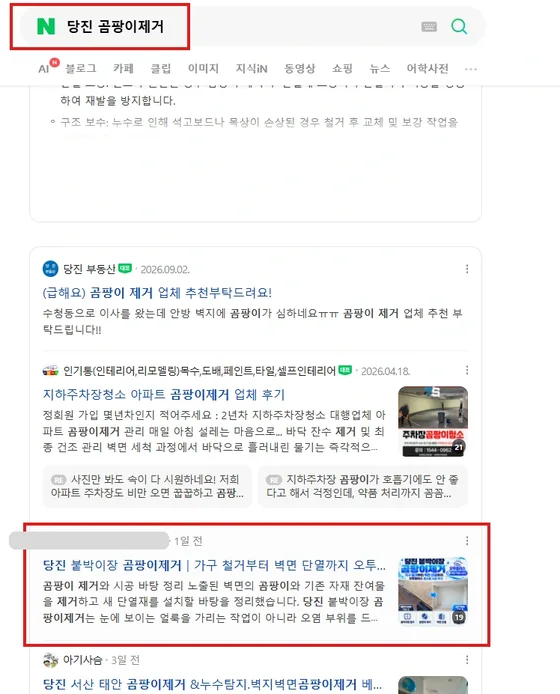 N 당진 곰팡이제거
AI N 블로그 카페 클립 이미지 지식iN 동영상 쇼핑 뉴스 어학사전 ···
하여 재발을 방지합니다.
구조 보수: 누수로 인해 석고보드나 목상이 손상된 경우 철거 후 교체 및 보강 작업을
당진 부동산 대표 · 2026.09.02.
(급해요) 곰팡이 제거 업체 추천부탁드려요!
수청동으로 이사를 왔는데 안방 벽지에 곰팡이가 심하네요ㅠㅠ 곰팡이 제거 업체 추천 부
탁드립니다!!
인기통(인테리어,리모델링)목수,도배,페인트,타일,셀프인테리어 대표 · 2026.04.18.
지하주차장청소 아파트 곰팡이제거 업체 후기
정회원 가입 몇년차인지 적어주세요 : 2년차 지하주차장청소 대행업체 아
파트 곰팡이제거 관리 매일 아침 설레는 마음으로,.. 바닥 잔수 제거 및 최
종 건조 관리 벽면 세척 과정에서 바닥으로 흘러내린 물기는 즉각적으...
주차장곰팡이청소
문의 1544-0962
21
RE 사진만 봐도 속이 다 시원하네요! 저희
아파트 주차장도 비만 오면 꿉꿉하고 곰팡...
RE 지하주차장 곰팡이가 호흡기에도 안 좋
다고 해서 걱정인데, 약품 처리까지 꼼꼼...
· 1일 전
당진 붙박이장 곰팡이제거 | 가구 철거부터 벽면 단열까지 오투...
곰팡이 제거와 시공 바탕 정리 노출된 벽면의 곰팡이와 기존 자재 잔여물
을 제거하고 새 단열재를 설치할 바탕을 정리했습니다. 당진 붙박이장 곰
팡이제거는 눈에 보이는 얼룩을 가리는 작업이 아니라 오염 부위를 드...
당진 붙박이장
곰팡이제거
19
아기사슴 · 3일 전
당진 서산 태안 곰팡이제거 &누수탐지.벽지벽면곰팡이제거 베...